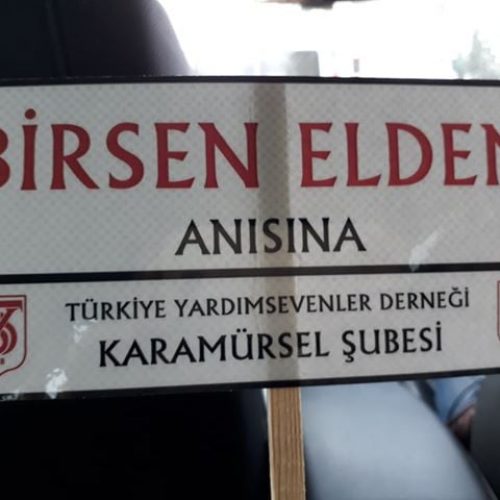 BİRSEN ELDEN
ANISINA
TÜRKİYE YARDIMSEVENLER DERNEĞİ
KARAMÜRSEL ŞUBESİ